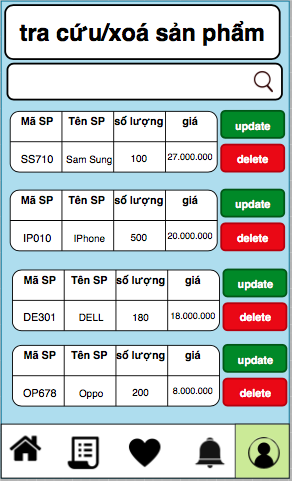 tra cứu/xoá sản phẩm
Mã SP Tên SP số lượng giá update
SS710 Sam Sung 100 27.000.000 delete
Mã SP Tên SP số lượng giá update
IP010 IPhone 500 20.000.000 delete
Mã SP Tên SP số lượng giá update
DE301 DELL 180 18.000.000 delete
Mã SP Tên SP số lượng giá update
OP678 Oppo 200 8.000.000 delete